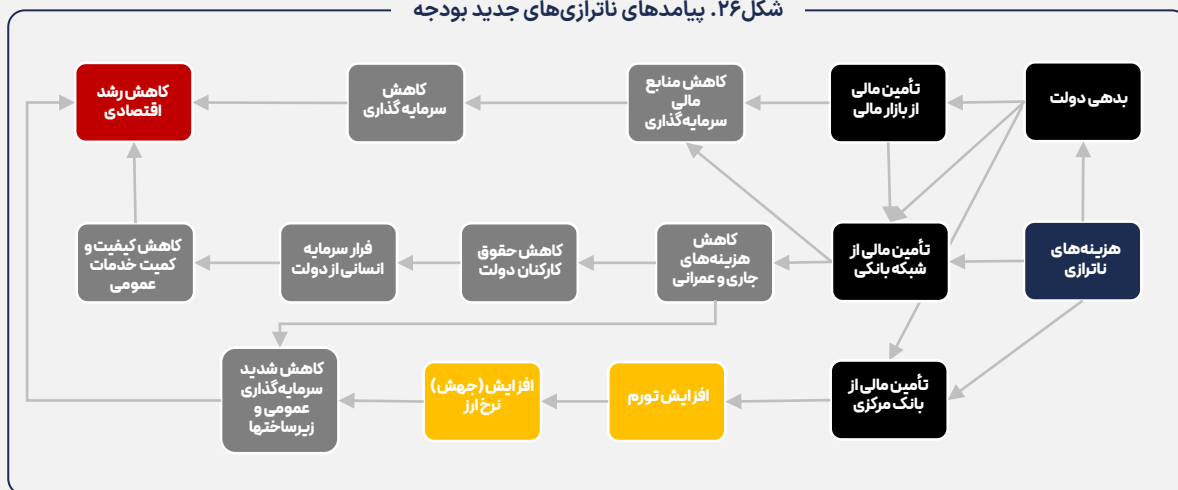 شکل۲۶. پیامدهای ناترازی‌های جدید بودجه
بدهی دولت
تأمین مالی
از بازار مالی
کاهش منابع
مالی
سرمایه‌گذاری
کاهش
سرمایه‌گذاری
کاهش رشد
اقتصادی
هزینه‌های
ناترازی
تأمین مالی از
شبکه بانکی
کاهش
هزینه‌های
جاری و عمرانی
کاهش حقوق
کارکنان دولت
فرار سرمایه
انسانی از دولت
کاهش کیفیت و
کمیت خدمات
عمومی
تأمین مالی از
بانک مرکزی
افزایش تورم
افزایش (جهش)
نرخ ارز
کاهش شدید
سرمایه‌گذاری
عمومی و
زیرساختها